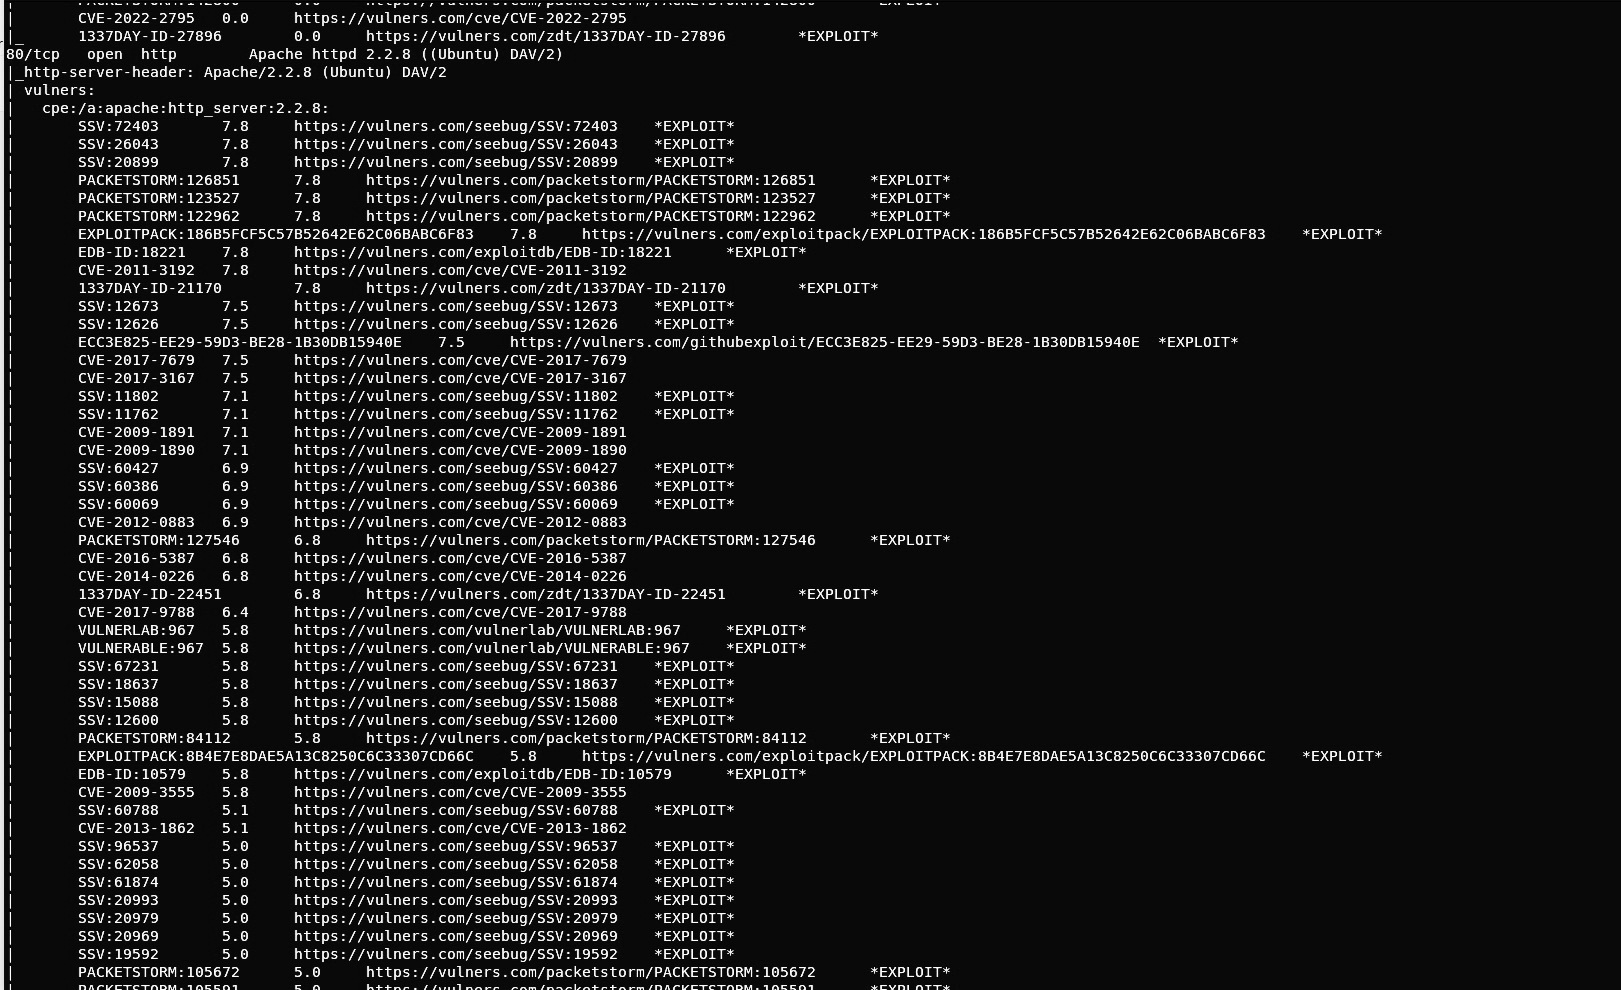 | PACKETSTORM:142800 0.0 https://vulners.com/packetstorm/PACKETSTORM:142800 *EXPLOIT*
| CVE-2022-2795 0.0 https://vulners.com/cve/CVE-2022-2795
|_ 1337DAY-ID-27896 0.0 https://vulners.com/zdt/1337DAY-ID-27896 *EXPLOIT*
80/tcp open http Apache httpd 2.2.8 ((Ubuntu) DAV/2)
|_http-server-header: Apache/2.2.8 (Ubuntu) DAV/2
| vulners:
| cpe:/a:apache:http_server:2.2.8:
| SSV:72403 7.8 https://vulners.com/seebug/SSV:72403 *EXPLOIT*
| SSV:26043 7.8 https://vulners.com/seebug/SSV:26043 *EXPLOIT*
| SSV:20899 7.8 https://vulners.com/seebug/SSV:20899 *EXPLOIT*
| PACKETSTORM:126851 7.8 https://vulners.com/packetstorm/PACKETSTORM:126851 *EXPLOIT*
| PACKETSTORM:123527 7.8 https://vulners.com/packetstorm/PACKETSTORM:123527 *EXPLOIT*
| PACKETSTORM:122962 7.8 https://vulners.com/packetstorm/PACKETSTORM:122962 *EXPLOIT*
| EXPLOITPACK:186B5FCF5C57B52642E62C06BABC6F83 7.8 https://vulners.com/exploitpack/EXPLOITPACK:186B5FCF5C57B52642E62C06BABC6F83 *EXPLOIT*
| EDB-ID:18221 7.8 https://vulners.com/exploitdb/EDB-ID:18221 *EXPLOIT*
| CVE-2011-3192 7.8 https://vulners.com/cve/CVE-2011-3192
| 1337DAY-ID-21170 7.8 https://vulners.com/zdt/1337DAY-ID-21170 *EXPLOIT*
| SSV:12673 7.5 https://vulners.com/seebug/SSV:12673 *EXPLOIT*
| SSV:12626 7.5 https://vulners.com/seebug/SSV:12626 *EXPLOIT*
| ECC3E825-EE29-59D3-BE28-1B30DB15940E 7.5 https://vulners.com/githubexploit/ECC3E825-EE29-59D3-BE28-1B30DB15940E *EXPLOIT*
| CVE-2017-7679 7.5 https://vulners.com/cve/CVE-2017-7679
| CVE-2017-3167 7.5 https://vulners.com/cve/CVE-2017-3167
| SSV:11802 7.1 https://vulners.com/seebug/SSV:11802 *EXPLOIT*
| SSV:11762 7.1 https://vulners.com/seebug/SSV:11762 *EXPLOIT*
| CVE-2009-1891 7.1 https://vulners.com/cve/CVE-2009-1891
| CVE-2009-1890 7.1 https://vulners.com/cve/CVE-2009-1890
| SSV:60427 6.9 https://vulners.com/seebug/SSV:60427 *EXPLOIT*
| SSV:60386 6.9 https://vulners.com/seebug/SSV:60386 *EXPLOIT*
| SSV:60069 6.9 https://vulners.com/seebug/SSV:60069 *EXPLOIT*
| CVE-2012-0883 6.9 https://vulners.com/cve/CVE-2012-0883
| PACKETSTORM:127546 6.8 https://vulners.com/packetstorm/PACKETSTORM:127546 *EXPLOIT*
| CVE-2016-5387 6.8 https://vulners.com/cve/CVE-2016-5387
| CVE-2014-0226 6.8 https://vulners.com/cve/CVE-2014-0226
| 1337DAY-ID-22451 6.8 https://vulners.com/zdt/1337DAY-ID-22451 *EXPLOIT*
| CVE-2017-9788 6.4 https://vulners.com/cve/CVE-2017-9788
| VULNERLAB:967 5.8 https://vulners.com/vulnerlab/VULNERLAB:967 *EXPLOIT*
| VULNERABLE:967 5.8 https://vulners.com/vulnerlab/VULNERABLE:967 *EXPLOIT*
| SSV:67231 5.8 https://vulners.com/seebug/SSV:67231 *EXPLOIT*
| SSV:18637 5.8 https://vulners.com/seebug/SSV:18637 *EXPLOIT*
| SSV:15088 5.8 https://vulners.com/seebug/SSV:15088 *EXPLOIT*
| SSV:12600 5.8 https://vulners.com/seebug/SSV:12600 *EXPLOIT*
| PACKETSTORM:84112 5.8 https://vulners.com/packetstorm/PACKETSTORM:84112 *EXPLOIT*
| EXPLOITPACK:8B4E7E8DAE5A13C8250C6C33307CD66C 5.8 https://vulners.com/exploitpack/EXPLOITPACK:8B4E7E8DAE5A13C8250C6C33307CD66C *EXPLOIT*
| EDB-ID:10579 5.8 https://vulners.com/exploitdb/EDB-ID:10579 *EXPLOIT*
| CVE-2009-3555 5.8 https://vulners.com/cve/CVE-2009-3555
| SSV:60788 5.1 https://vulners.com/seebug/SSV:60788 *EXPLOIT*
| CVE-2013-1862 5.1 https://vulners.com/cve/CVE-2013-1862
| SSV:96537 5.0 https://vulners.com/seebug/SSV:96537 *EXPLOIT*
| SSV:62058 5.0 https://vulners.com/seebug/SSV:62058 *EXPLOIT*
| SSV:61874 5.0 https://vulners.com/seebug/SSV:61874 *EXPLOIT*
| SSV:20993 5.0 https://vulners.com/seebug/SSV:20993 *EXPLOIT*
| SSV:20979 5.0 https://vulners.com/seebug/SSV:20979 *EXPLOIT*
| SSV:20969 5.0 https://vulners.com/seebug/SSV:20969 *EXPLOIT*
| SSV:19592 5.0 https://vulners.com/seebug/SSV:19592 *EXPLOIT*
| PACKETSTORM:105672 5.0 https://vulners.com/packetstorm/PACKETSTORM:105672 *EXPLOIT*
| PACKETSTORM:105591 5.0 https://vulners.com/packetstorm/PACKETSTORM:105591 *EXPLOIT*